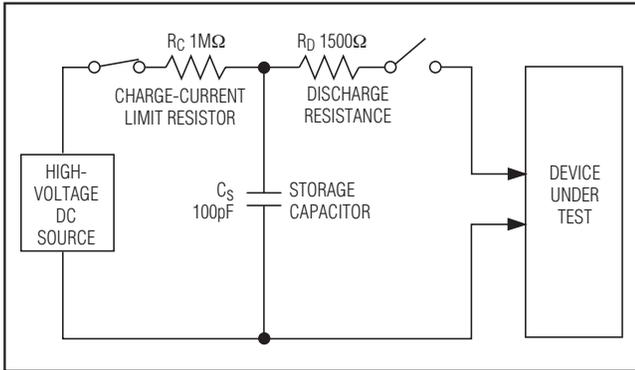 RC 1MΩ
CHARGE-CURRENT
LIMIT RESISTOR
RD 1500Ω
DISCHARGE
RESISTANCE
HIGH-
VOLTAGE
DC
SOURCE
CS
100pF
STORAGE
CAPACITOR
DEVICE
UNDER
TEST